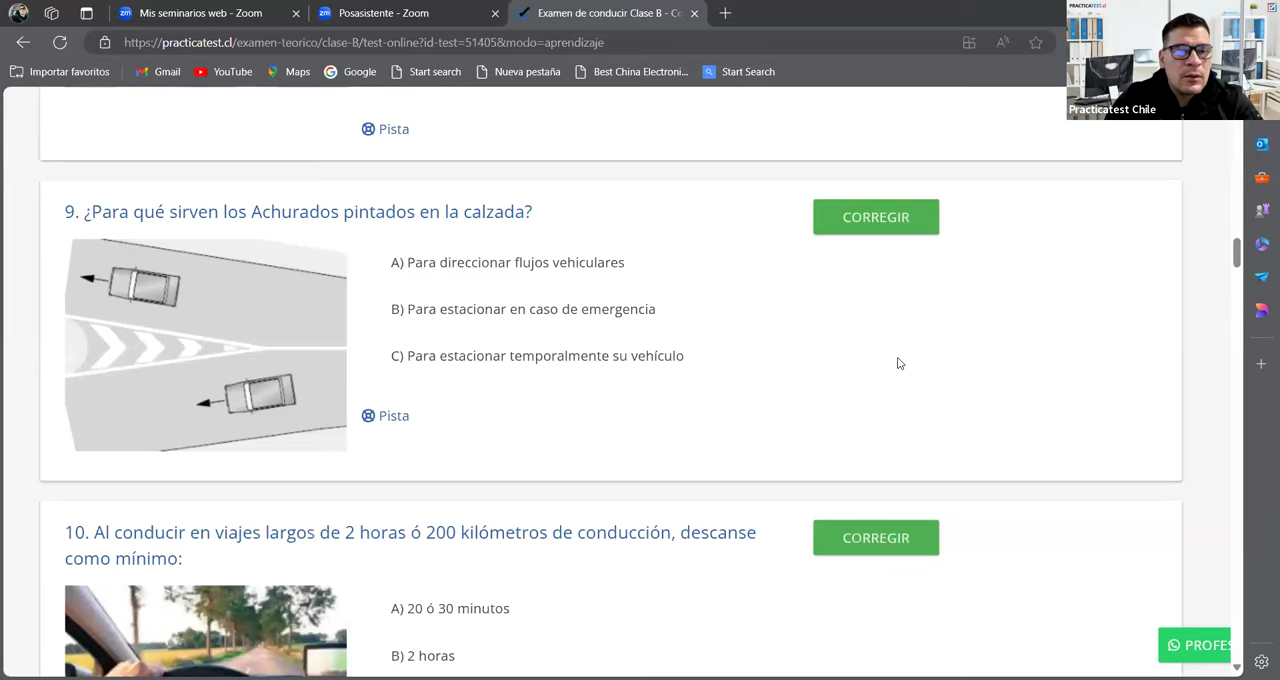 Mis seminarios web - Zoom
Posasistente - Zoom
Examen de conducir Clase B - Co
https://practicatest.cl/examen-teorico/clase-B/test-online?id-test=51405&modo=aprendizaje
Importar favoritos
Gmail
YouTube
Maps
Google
Start search
Nueva pestaña
Best China Electroni...
Start Search
PRACTICATEST.cl
Practicatest Chile
Pista
9. ¿Para qué sirven los Achurados pintados en la calzada?
CORREGIR
A) Para direccionar flujos vehiculares
B) Para estacionar en caso de emergencia
C) Para estacionar temporalmente su vehículo
Pista
10. Al conducir en viajes largos de 2 horas ó 200 kilómetros de conducción, descanse
como mínimo:
CORREGIR
A) 20 ó 30 minutos
B) 2 horas
PROFES